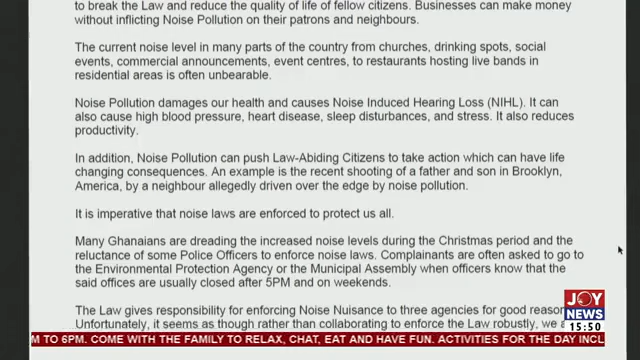 to break the Law and reduce the quality of life of fellow citizens. Businesses can make money
without inflicting Noise Pollution on their patrons and neighbours.
The current noise level in many parts of the country from churches, drinking spots, social
events, commercial announcements, event centres, to restaurants hosting live bands in
residential areas is often unbearable.
Noise Pollution damages our health and causes Noise Induced Hearing Loss (NIHL). It can
also cause high blood pressure, heart disease, sleep disturbances, and stress. It also reduces
productivity.
In addition, Noise Pollution can push Law-Abiding Citizens to take action which can have life
changing consequences. An example is the recent shooting of a father and son in Brooklyn,
America, by a neighbour allegedly driven over the edge by noise pollution.
It is imperative that noise laws are enforced to protect us all.
Many Ghanaians are dreading the increased noise levels during the Christmas period and the
reluctance of some Police Officers to enforce noise laws. Complainants are often asked to go to
the Environmental Protection Agency or the Municipal Assembly when officers know that the
said offices are usually closed after 5PM and on weekends.
The Law gives responsibility for enforcing Noise Nuisance to three agencies for good
Unfortunately, it seems as though rather than collaborating to enforce the Law robustly, we
JOY
NEWS
15:50
M TO 6PM. COME WITH THE FAMILY TO RELAX, CHAT, EAT AND HAVE FUN. ACTIVITIES FOR THE DAY INCL